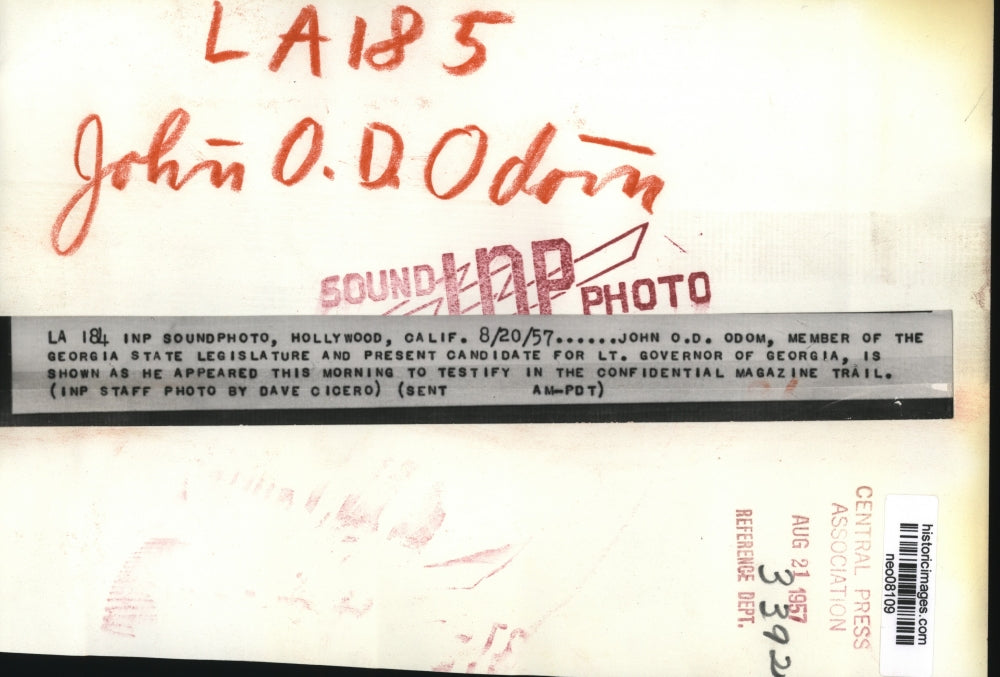 LA185
John O.D. Odom
SOUND INP PHOTO
LA 184 INP SOUNDPHOTO, HOLLYWOOD, CALIF. 8/20/57......JOHN O.D. ODOM, MEMBER OF THE
GEORGIA STATE LEGISLATURE AND PRESENT CANDIDATE FOR LT. GOVERNOR OF GEORGIA, IS
SHOWN AS HE APPEARED THIS MORNING TO TESTIFY IN THE CONFIDENTIAL MAGAZINE TRAIL.
(INP STAFF PHOTO BY DAVE CICERO) (SENT AM-PDT)
CENTRAL PRESS
ASSOCIATION
AUG 21 1957
3392
REFERENCE DEPT.
historicimages.com
neo08109